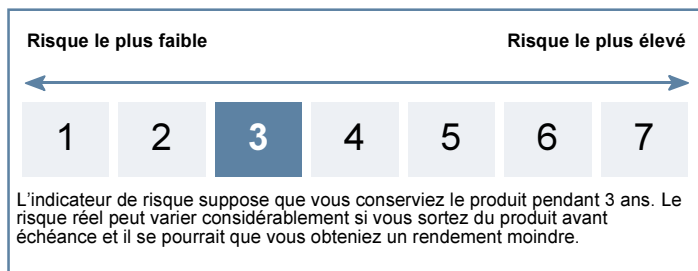 Risque le plus faible Risque le plus élevé
1 2 3 4 5 6 7
L'indicateur de risque suppose que vous conserviez le produit pendant 3 ans. Le
risque réel peut varier considérablement si vous sortez du produit avant
échéance et il se pourrait que vous obteniez un rendement moindre.